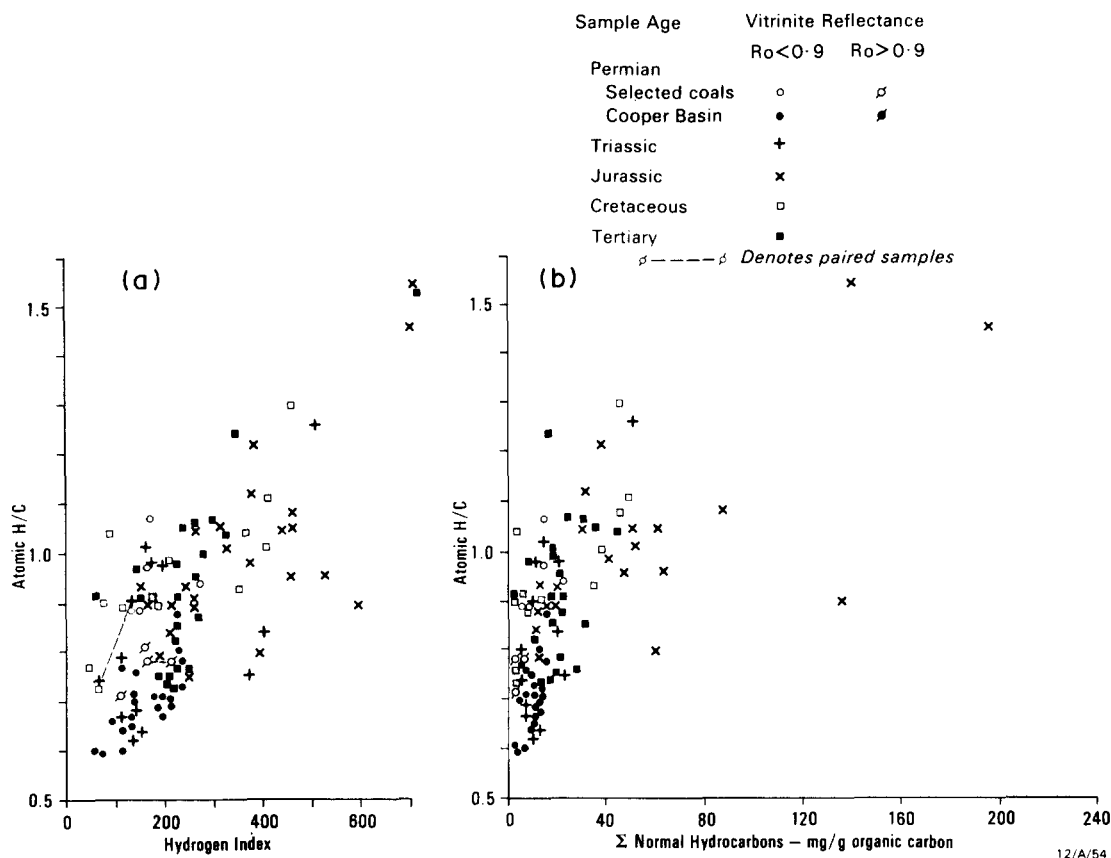 Sample Age Vitrinite Reflectance
Ro<0·9 Ro>0·9
Permian
Selected coals
Cooper Basin
Triassic
Jurassic
Cretaceous
Tertiary
Denotes paired samples
(a)
1.5
1.0
0.5
Atomic H/C
0 200 400 600
Hydrogen Index
(b)
1.5
1.0
0.5
Atomic H/C
0 40 80 120 160 200 240
Σ Normal Hydrocarbons – mg/g organic carbon
12/A/54